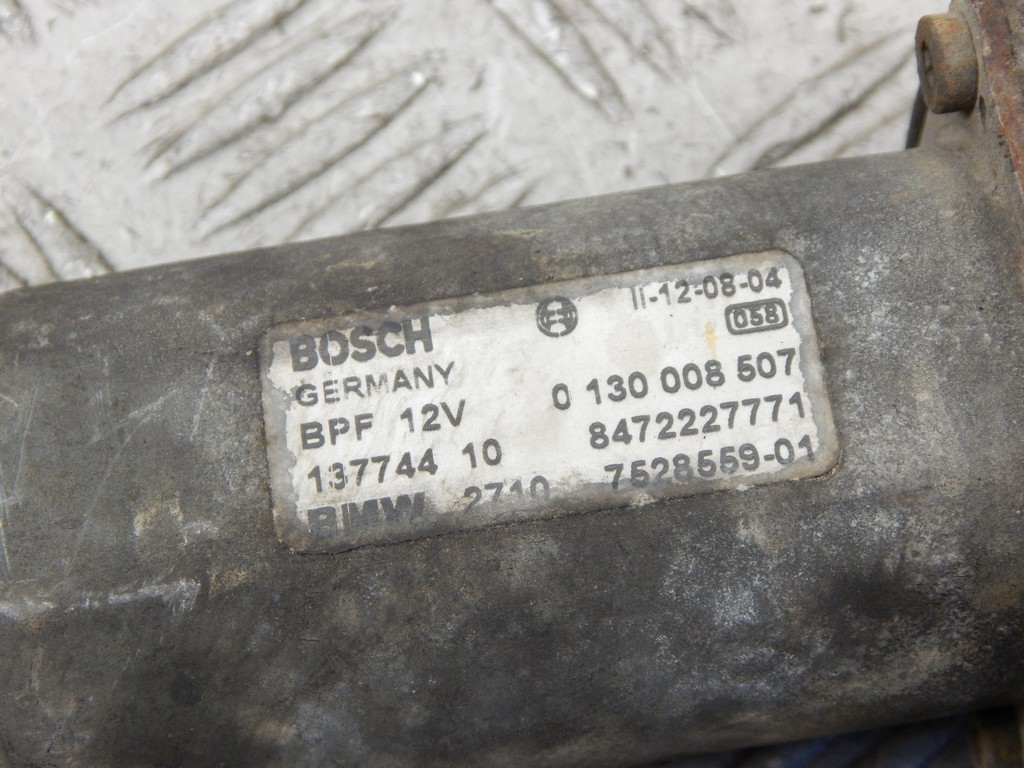 BOSCH II-12-08-04
GERMANY 058
BPF 12V 0 130 008 507
137744 10 8472227771
BMW 2710 7528559-01